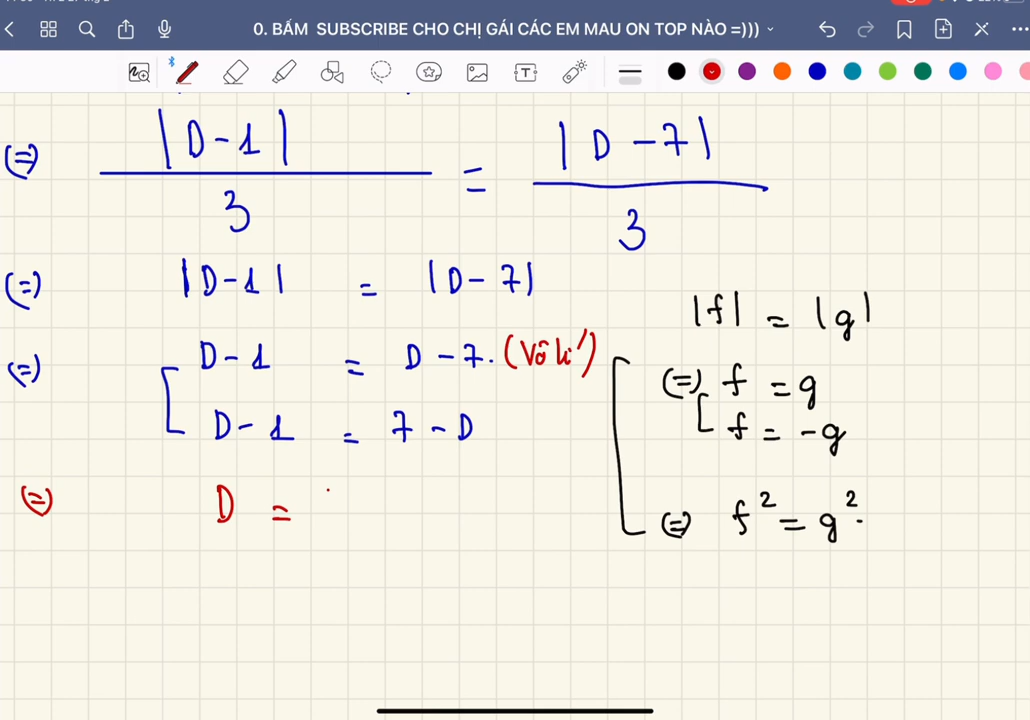 0. BẤM SUBSCRIBE CHO CHỊ GÁI CÁC EM MAU ON TOP NÀO =)))
(=) |D-1| / 3 = |D-7| / 3
(=) |D-1| = |D-7|
(=) [ D-1 = D-7. (Vô lí)
D-1 = 7-D
(=) D =
|f| = |g|
(=) [ f = g
f = -g
(=) f² = g².